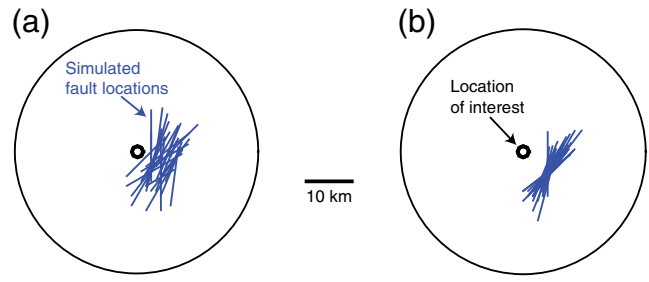 (a)
Simulated
fault locations
10 km
(b)
Location
of interest